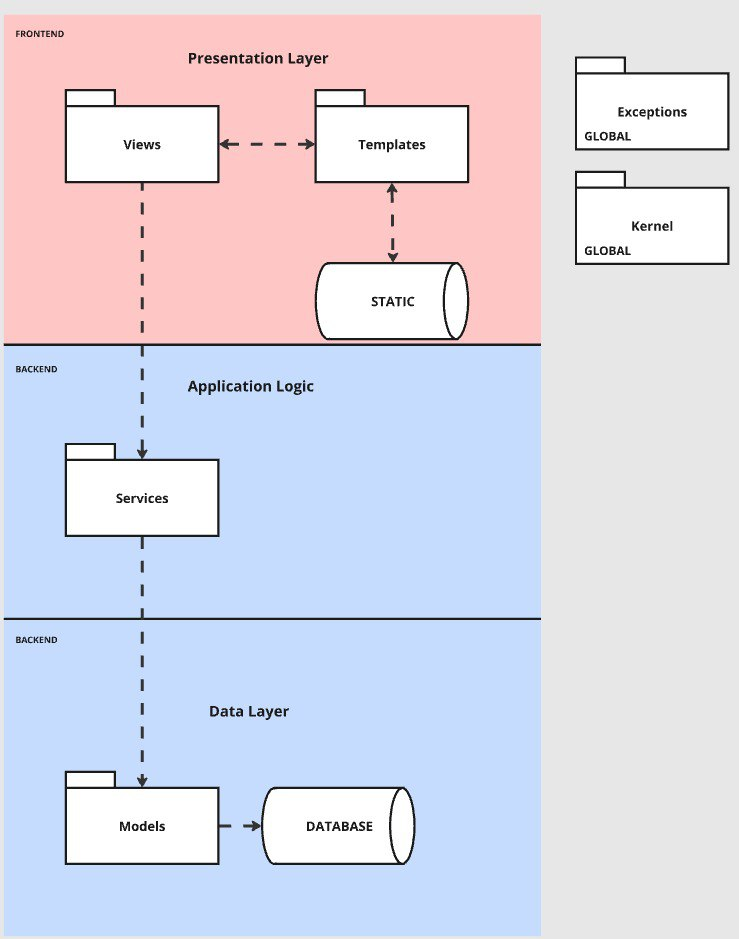 FRONTEND
Presentation Layer
Views
Templates
STATIC
Exceptions
GLOBAL
Kernel
GLOBAL
BACKEND
Application Logic
Services
BACKEND
Data Layer
Models
DATABASE